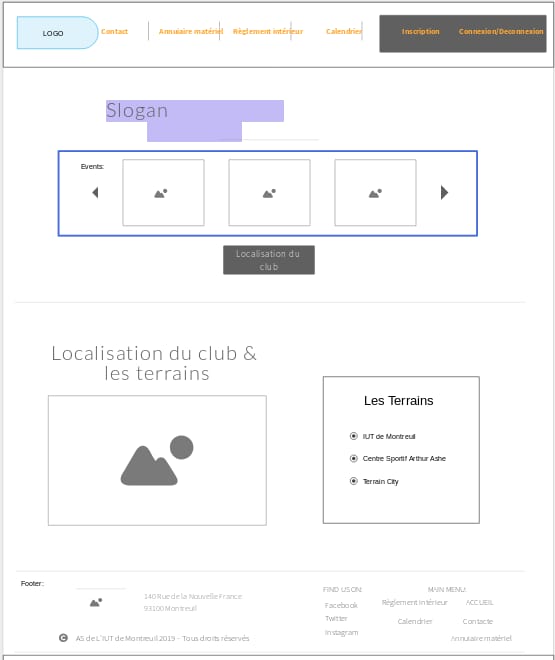 LOGO
Contact
Annuiaire matériel
Règlement intérieur
Calendrier
Inscription
Connexion/Deconnexion
Slogan
Events:
Localisation du
club
Localisation du club &
les terrains
Les Terrains
IUT de Montreuil
Centre Sportif Arthur Ashe
Terrain City
Footer:
140 Rue de la Nouvelle France
93100 Montreuil
FIND US ON:
Facebook
Twitter
Instagram
MAIN MENU:
Règlement intérieur
ACCUEIL
Calendrier
Contacte
Annuiaire matériel
AS de L'IUT de Montreuil 2019 - Tous droits réservés